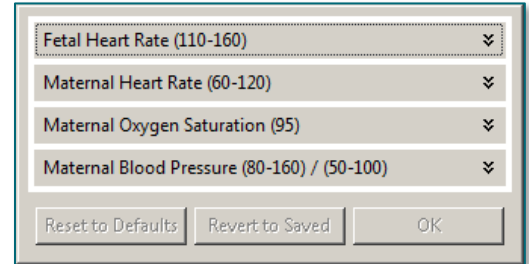 Fetal Heart Rate (110-160)
Maternal Heart Rate (60-120)
Maternal Oxygen Saturation (95)
Maternal Blood Pressure (80-160) / (50-100)
Reset to Defaults Revert to Saved OK